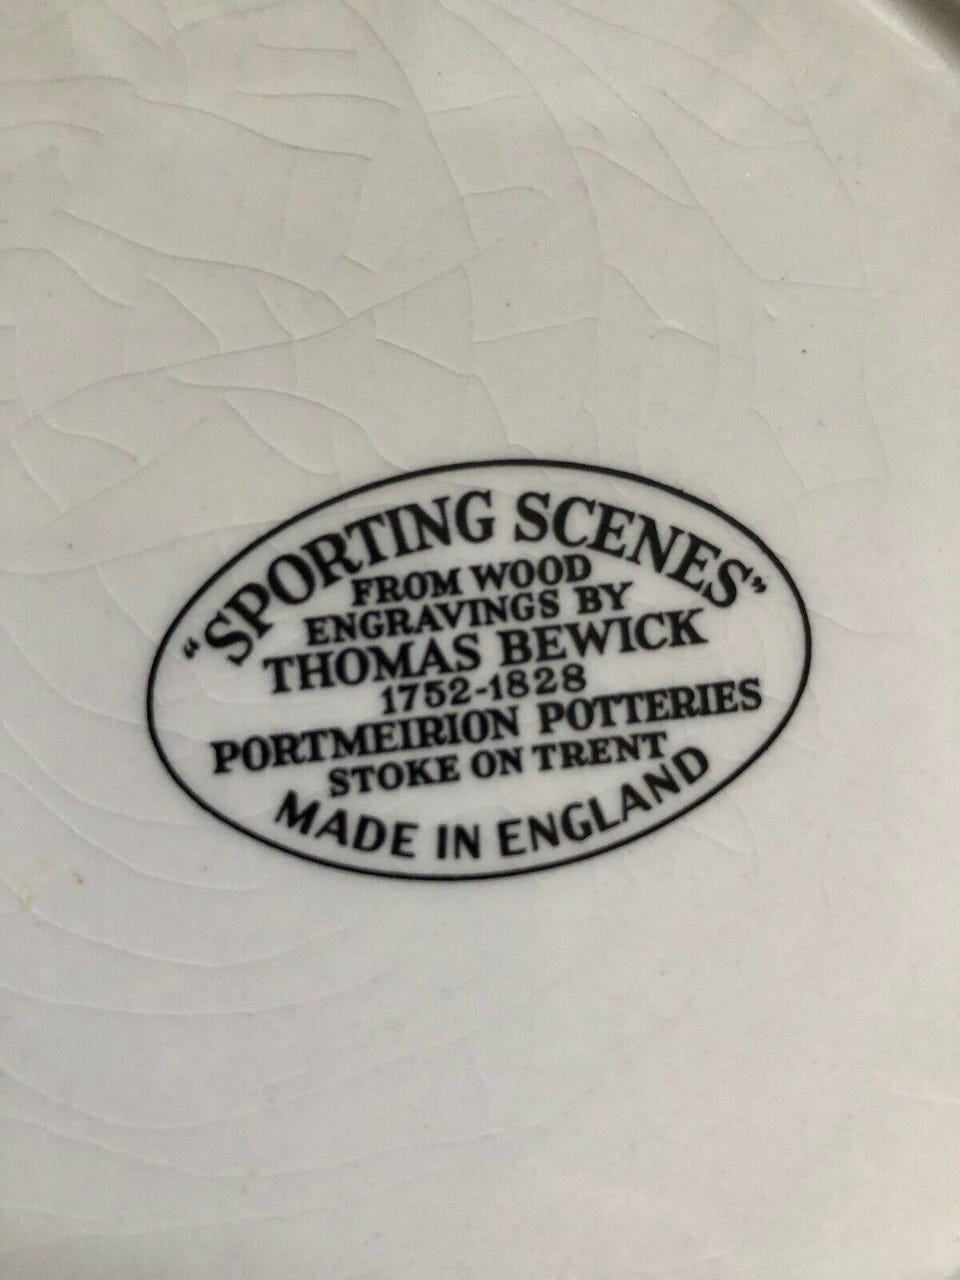 "SPORTING SCENES"
FROM WOOD
ENGRAVINGS BY
THOMAS BEWICK
1752-1828
PORTMEIRION POTTERIES
STOKE ON TRENT
MADE IN ENGLAND